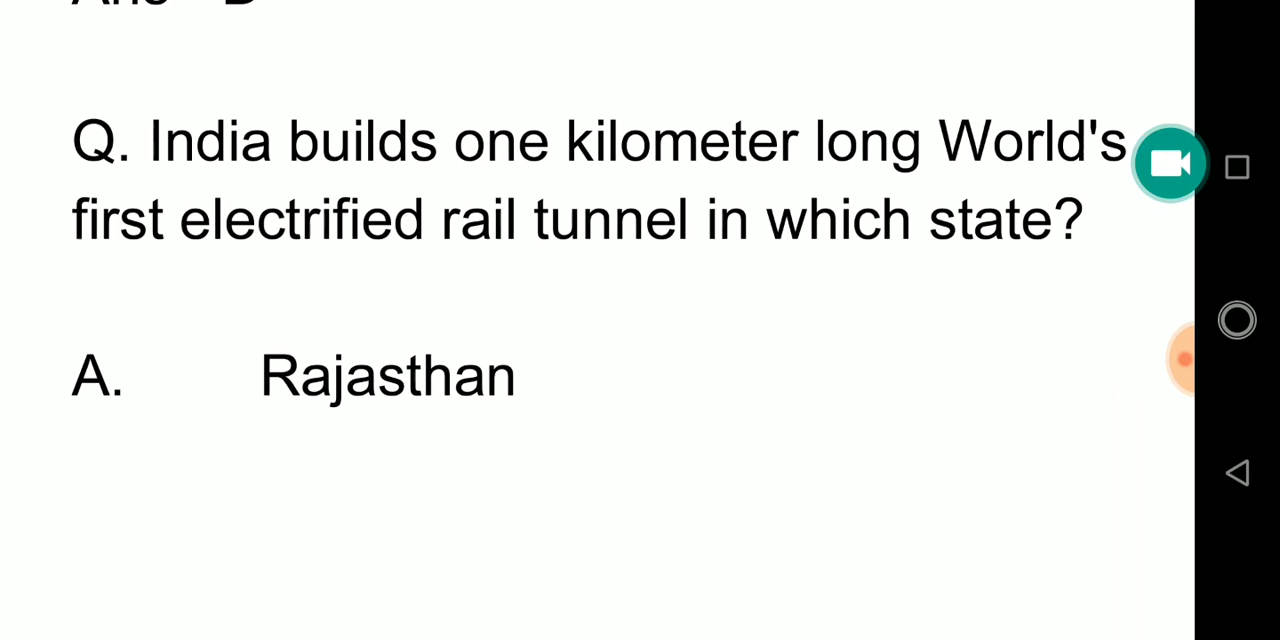 Q. India builds one kilometer long World's
first electrified rail tunnel in which state?
A. Rajasthan